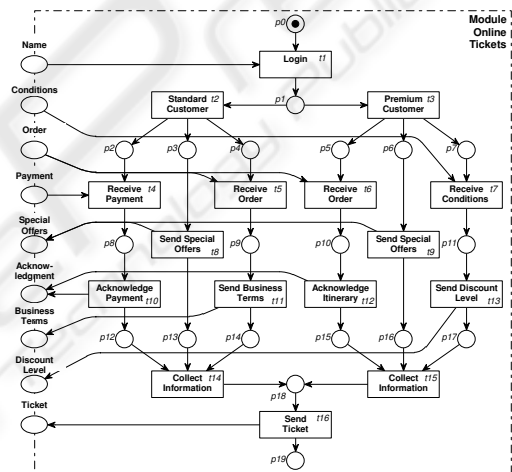 Module
Online
Tickets
p0
Name
Login t1
Conditions
p1
Standard
Customer t2
Premium
Customer t3
Order
p2
p3
p4
p5
p6
p7
Payment
Receive
Payment t4
Receive
Order t5
Receive
Order t6
Receive
Conditions t7
Special
Offers
p8
Send Special
Offers t8
p9
p10
Send Special
Offers t9
p11
Acknow-
ledgment
Acknowledge
Payment t10
Send Business
Terms t11
Acknowledge
Itinerary t12
Send Discount
Level t13
Business
Terms
p12
p13
p14
p15
p16
p17
Discount
Level
Collect
Information t14
Collect
Information t15
p18
Ticket
Send
Ticket t16
p19